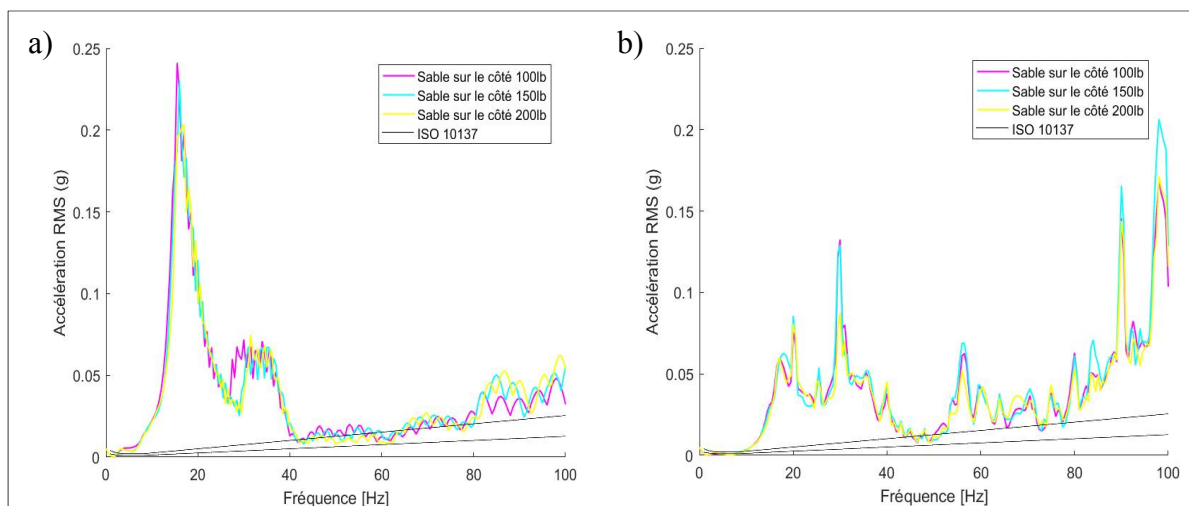 a)
0.25
0.2
0.15
0.1
0.05
0
Accélération RMS (g)
0
20
40
60
80
100
Fréquence [Hz]
Sable sur le côté 100lb
Sable sur le côté 150lb
Sable sur le côté 200lb
ISO 10137
b)
0.25
0.2
0.15
0.1
0.05
0
Accélération RMS (g)
0
20
40
60
80
100
Fréquence [Hz]
Sable sur le côté 100lb
Sable sur le côté 150lb
Sable sur le côté 200lb
ISO 10137